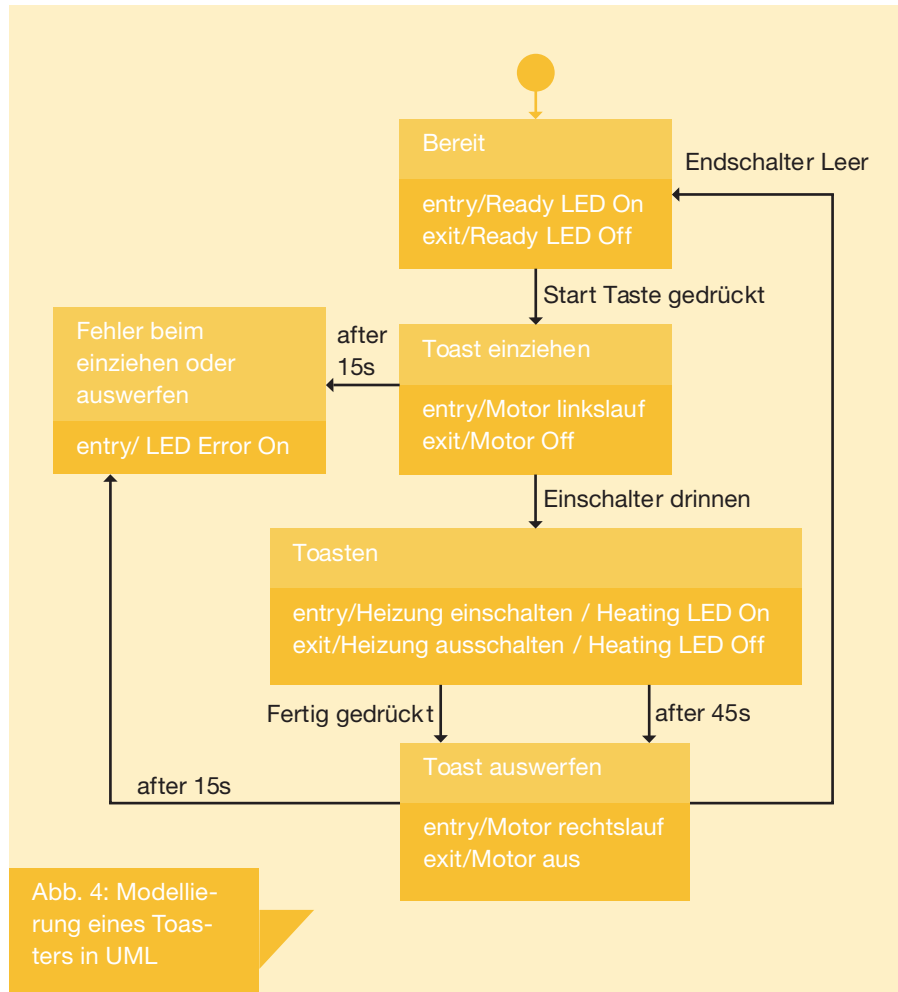 Bereit
entry/Ready LED On
exit/Ready LED Off
Endschalter Leer
Start Taste gedrückt
Fehler beim
einziehen oder
auswerfen
entry/ LED Error On
after
15s
Toast einziehen
entry/Motor linkslauf
exit/Motor Off
Einschalter drinnen
Toasten
entry/Heizung einschalten / Heating LED On
exit/Heizung ausschalten / Heating LED Off
Fertig gedrückt
after 45s
Toast auswerfen
entry/Motor rechtslauf
exit/Motor aus
after 15s
Abb. 4: Modellie-
rung eines Toas-
ters in UML